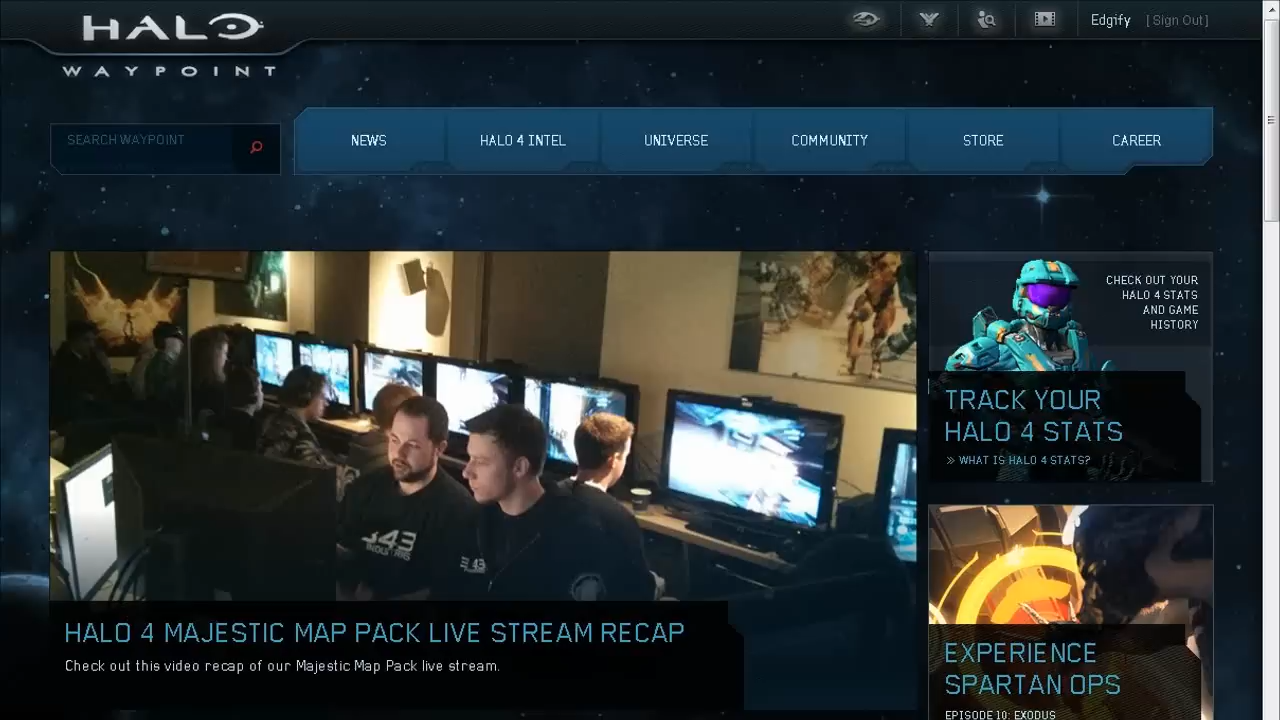 HALO
WAYPOINT
Edgify [Sign Out]
SEARCH WAYPOINT
NEWS
HALO 4 INTEL
UNIVERSE
COMMUNITY
STORE
CAREER
343
INDUSTRIES
343
HALO 4 MAJESTIC MAP PACK LIVE STREAM RECAP
Check out this video recap of our Majestic Map Pack live stream.
CHECK OUT YOUR
HALO 4 STATS
AND GAME
HISTORY
TRACK YOUR
HALO 4 STATS
» WHAT IS HALO 4 STATS?
EXPERIENCE
SPARTAN OPS
EPISODE 10: EXODUS